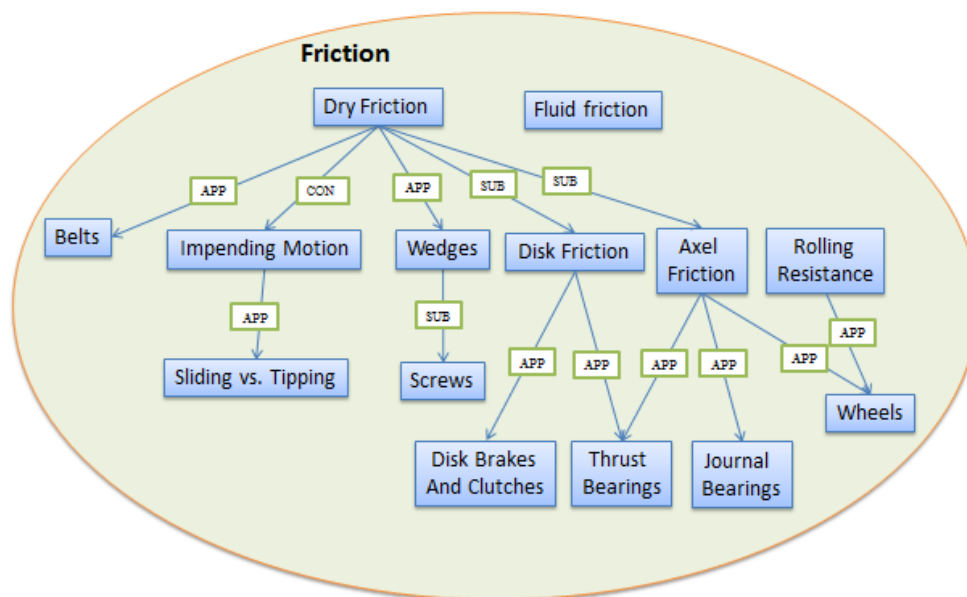 Friction
Dry Friction
Fluid friction
APP
CON
APP
SUB
SUB
Belts
Impending Motion
Wedges
Disk Friction
Axel
Friction
Rolling
Resistance
APP
SUB
APP
APP
APP
APP
APP
APP
Sliding vs. Tipping
Screws
Wheels
Disk Brakes
And Clutches
Thrust
Bearings
Journal
Bearings